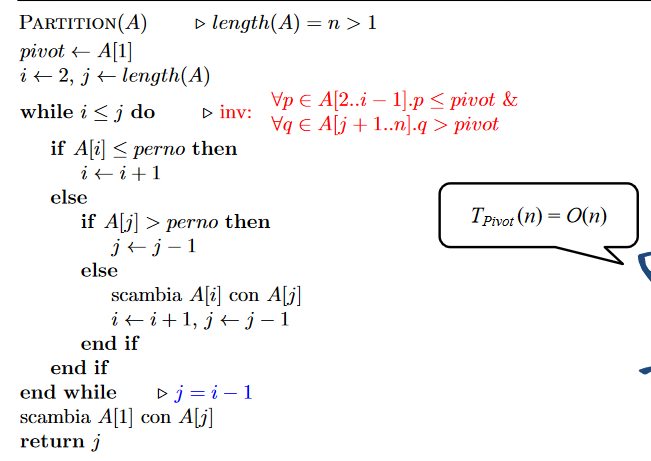 PARTITION(A) ▷ length(A) = n > 1
pivot ← A[1]
i ← 2, j ← length(A)
while i ≤ j do ▷ inv: ∀p ∈ A[2..i − 1].p ≤ pivot &
∀q ∈ A[j + 1..n].q > pivot
if A[i] ≤ perno then
i ← i + 1
else
if A[j] > perno then
j ← j − 1
else
scambia A[i] con A[j]
i ← i + 1, j ← j − 1
end if
end if
end while ▷ j = i − 1
scambia A[1] con A[j]
return j
T_Pivot(n) = O(n)